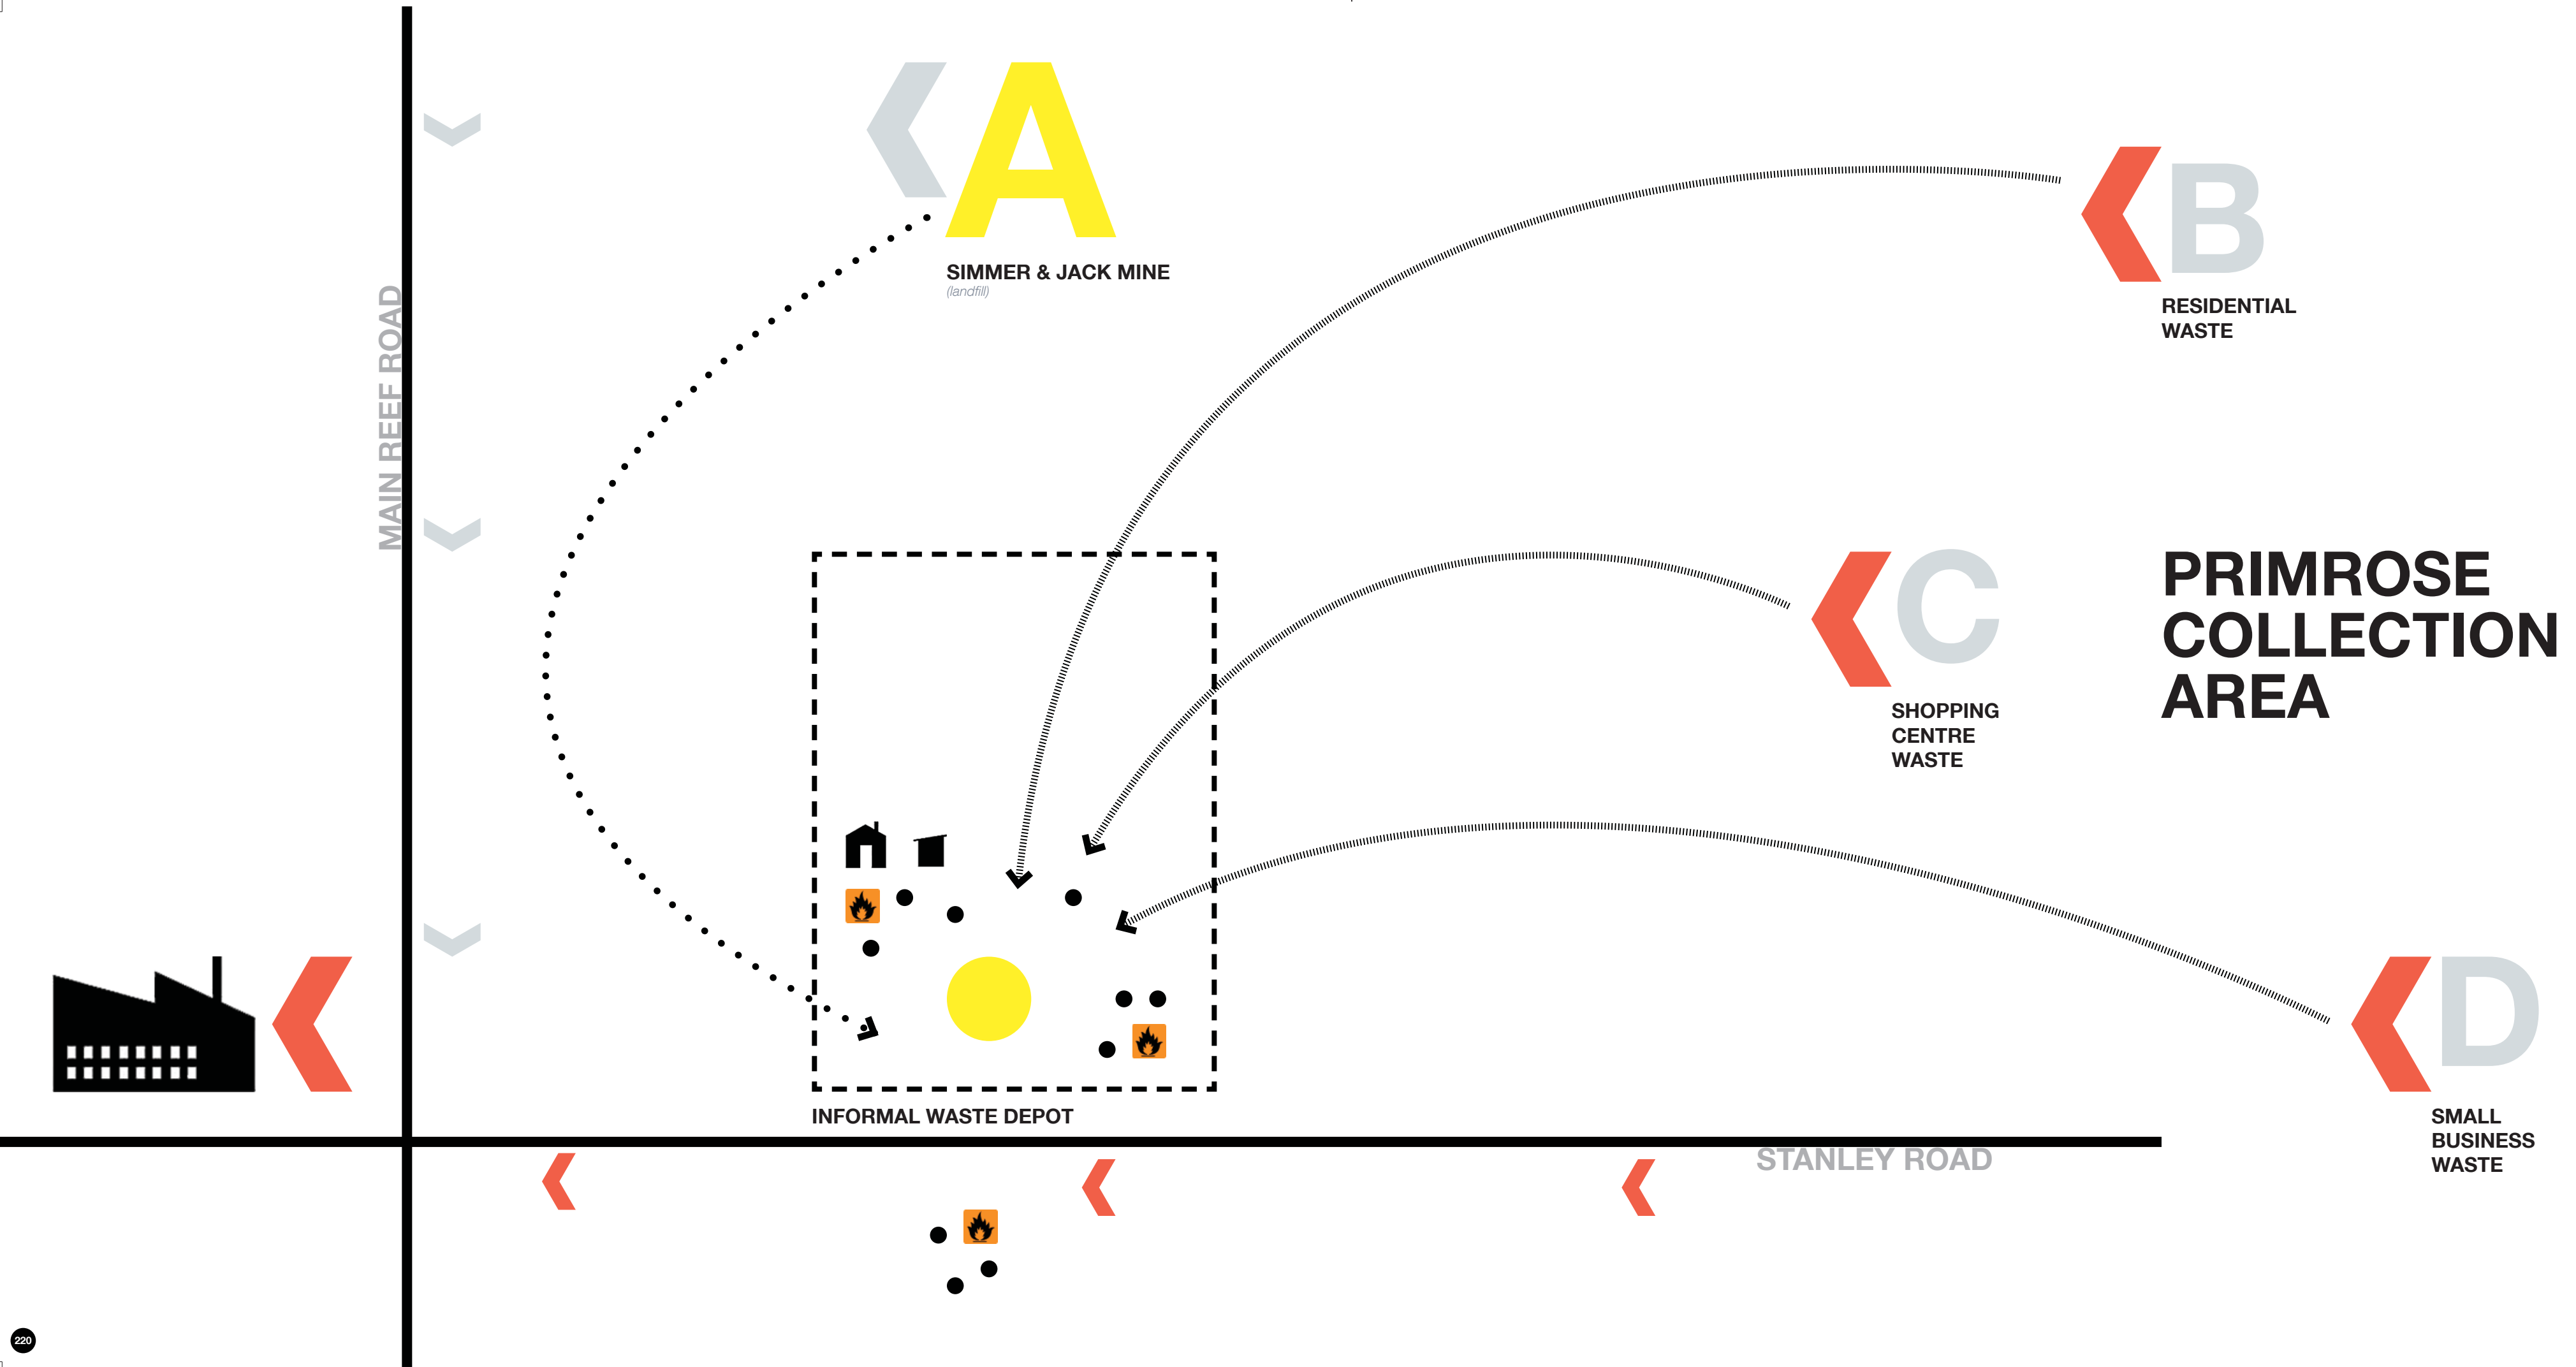 A
SIMMER & JACK MINE
(landfill)
B
RESIDENTIAL
WASTE
MAIN REEF ROAD
C
SHOPPING
CENTRE
WASTE
PRIMROSE
COLLECTION
AREA
D
SMALL
BUSINESS
WASTE
INFORMAL WASTE DEPOT
STANLEY ROAD
220